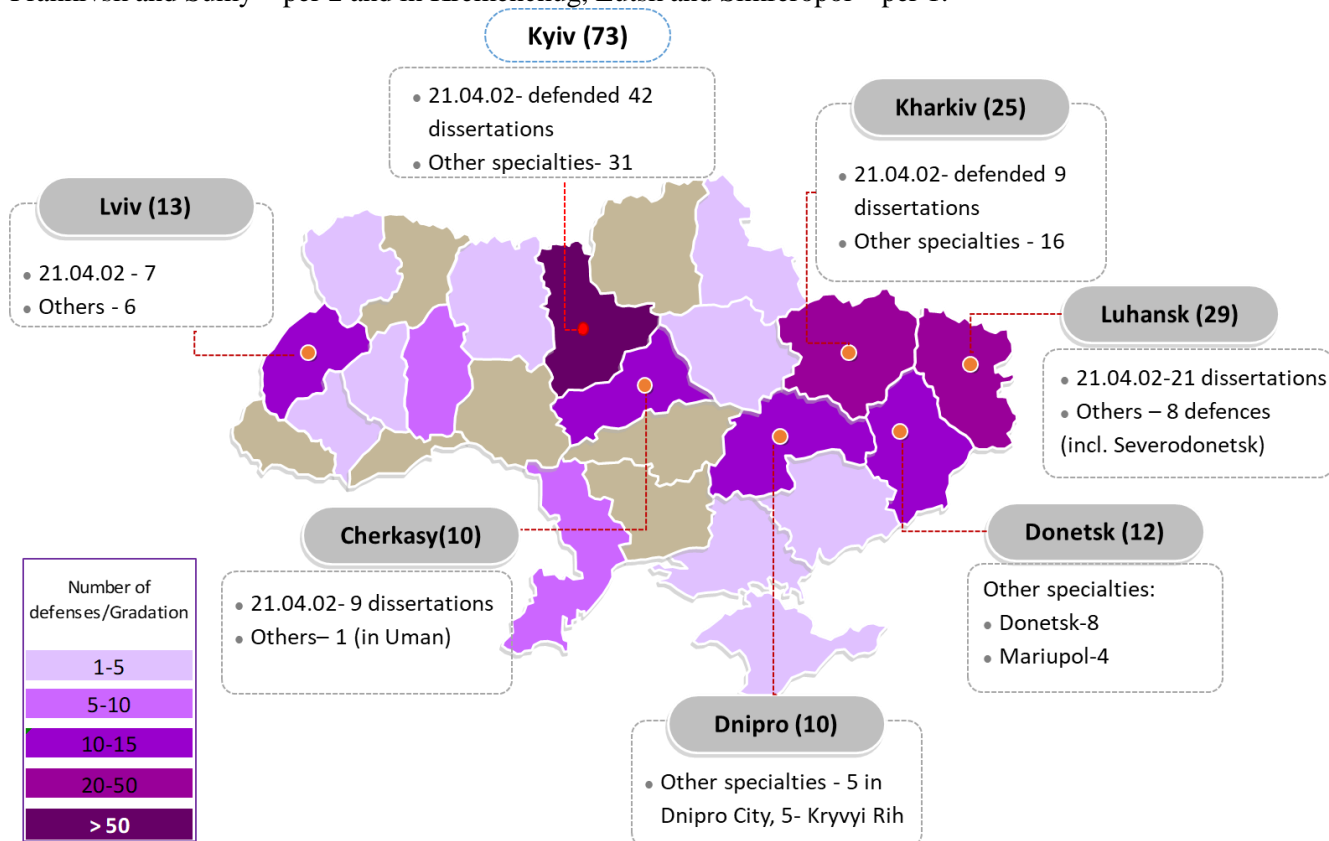 Kyiv (73)
• 21.04.02- defended 42
dissertations
• Other specialties- 31
Kharkiv (25)
• 21.04.02- defended 9
dissertations
• Other specialties - 16
Lviv (13)
• 21.04.02 - 7
• Others - 6
Luhansk (29)
• 21.04.02-21 dissertations
• Others – 8 defences
(incl. Severodonetsk)
Cherkasy(10)
• 21.04.02- 9 dissertations
• Others– 1 (in Uman)
Donetsk (12)
Other specialties:
• Donetsk-8
• Mariupol-4
Dnipro (10)
• Other specialties - 5 in
Dnipro City, 5- Kryvyi Rih
Number of
defenses/Gradation
1-5
5-10
10-15
20-50
> 50